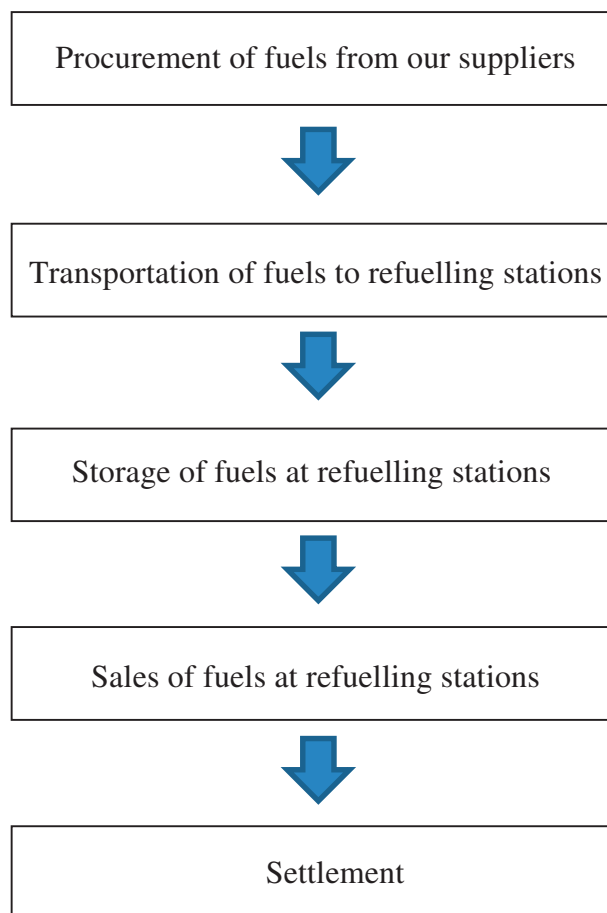 Procurement of fuels from our suppliers
Transportation of fuels to refuelling stations
Storage of fuels at refuelling stations
Sales of fuels at refuelling stations
Settlement